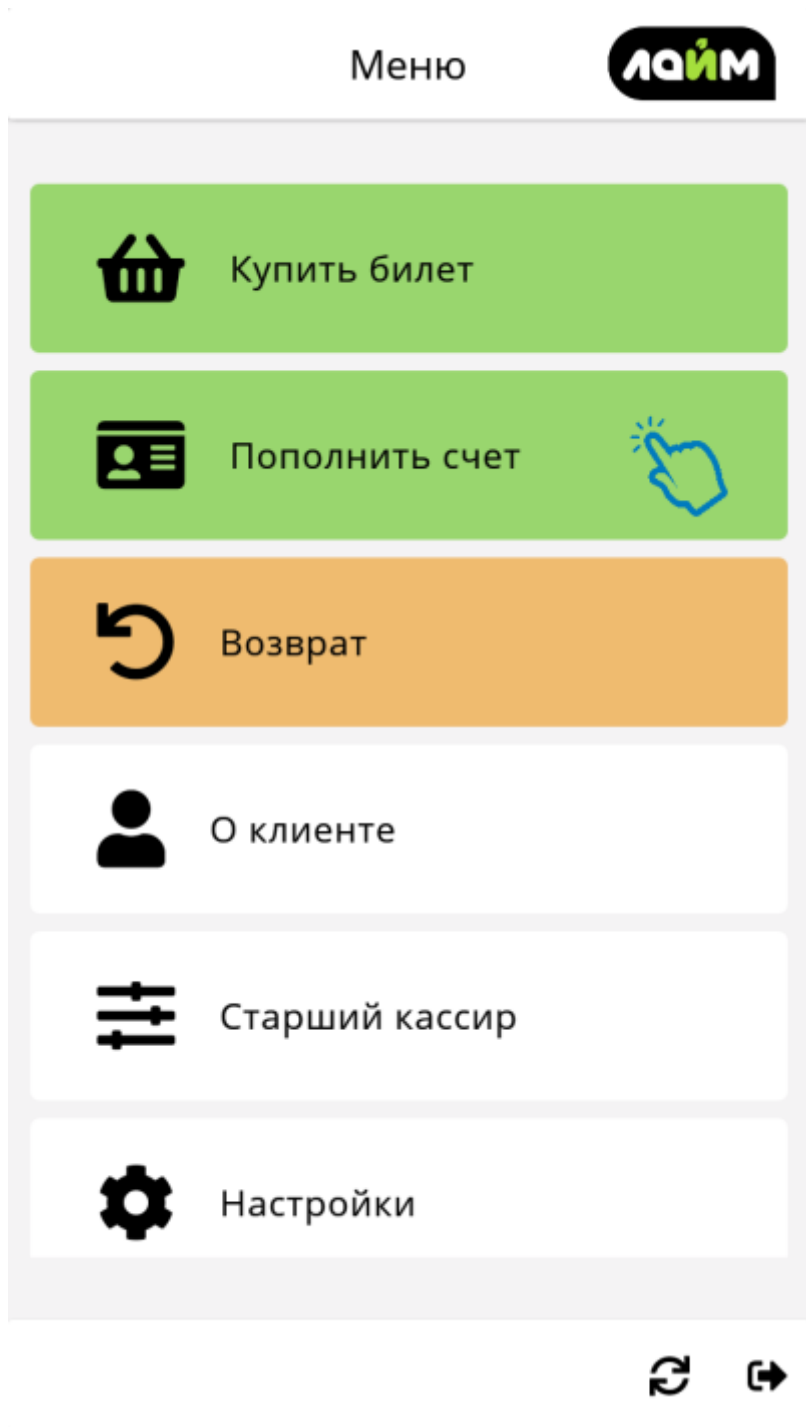 Меню
лайм
Купить билет
Пополнить счет
Возврат
О клиенте
Старший кассир
Настройки